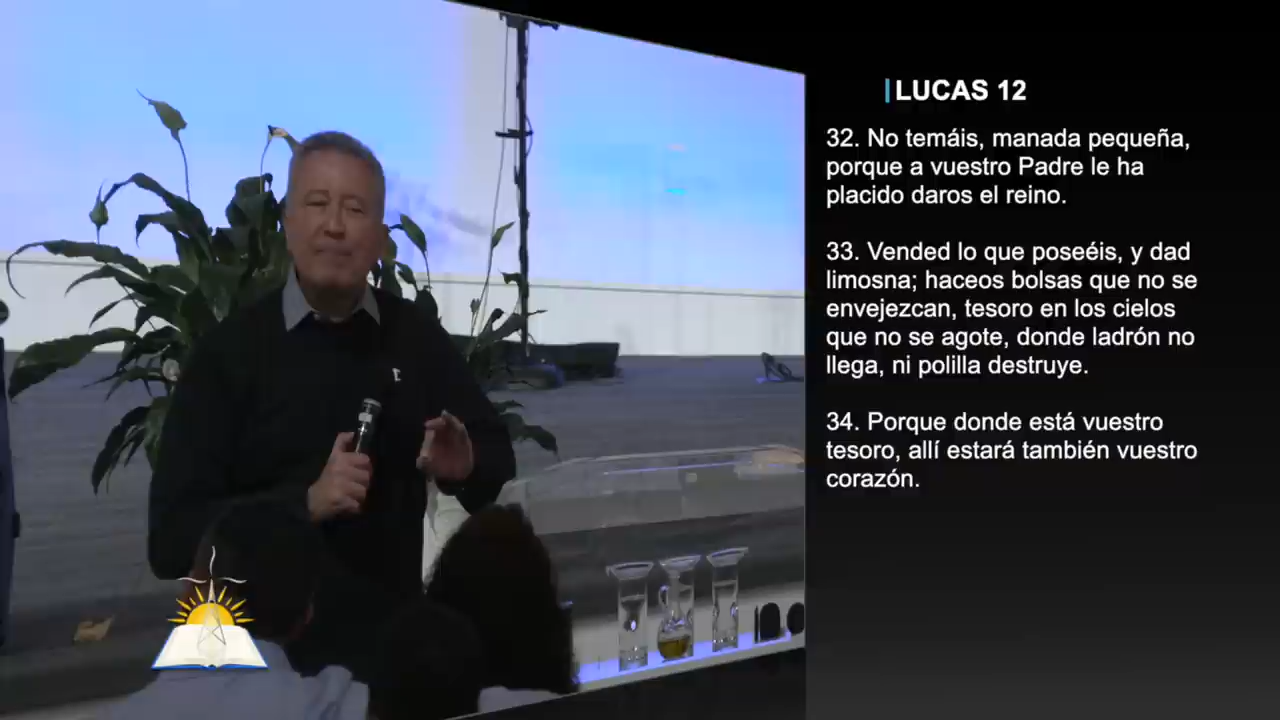 LUCAS 12
32. No temáis, manada pequeña,
porque a vuestro Padre le ha
placido daros el reino.
33. Vended lo que poseéis, y dad
limosna; haceos bolsas que no se
envejezcan, tesoro en los cielos
que no se agote, donde ladrón no
llega, ni polilla destruye.
34. Porque donde está vuestro
tesoro, allí estará también vuestro
corazón.